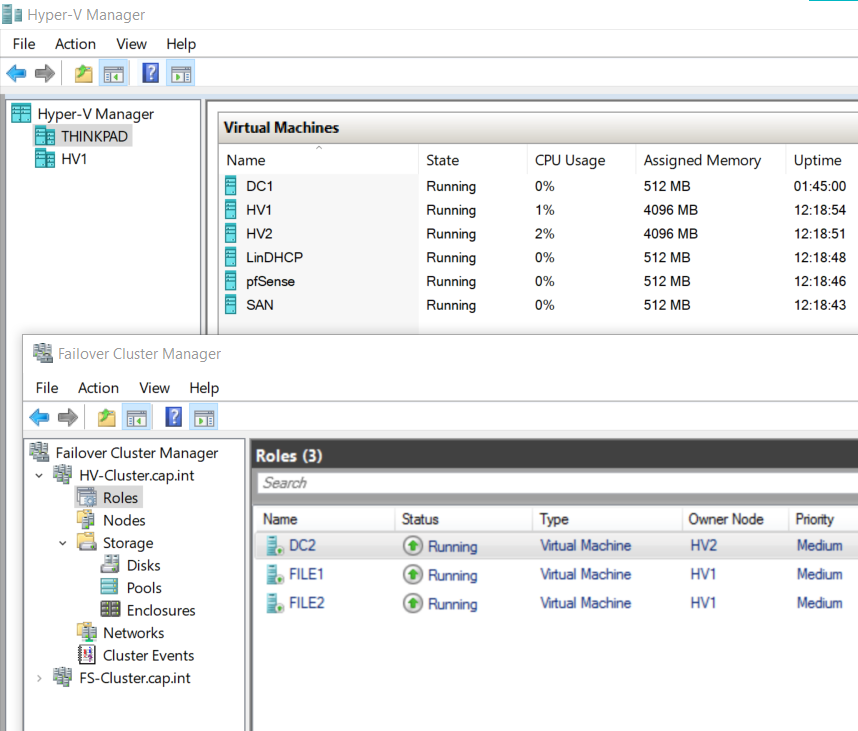 Hyper-V Manager
File Action View Help
Hyper-V Manager
THINKPAD
HV1
Virtual Machines
Name State CPU Usage Assigned Memory Uptime
DC1 Running 0% 512 MB 01:45:00
HV1 Running 1% 4096 MB 12:18:54
HV2 Running 2% 4096 MB 12:18:51
LinDHCP Running 0% 512 MB 12:18:48
pfSense Running 0% 512 MB 12:18:46
SAN Running 0% 512 MB 12:18:43
Failover Cluster Manager
File Action View Help
Failover Cluster Manager
HV-Cluster.cap.int
Roles
Nodes
Storage
Disks
Pools
Enclosures
Networks
Cluster Events
FS-Cluster.cap.int
Roles (3)
Search
Name Status Type Owner Node Priority
DC2 Running Virtual Machine HV2 Medium
FILE1 Running Virtual Machine HV1 Medium
FILE2 Running Virtual Machine HV1 Medium